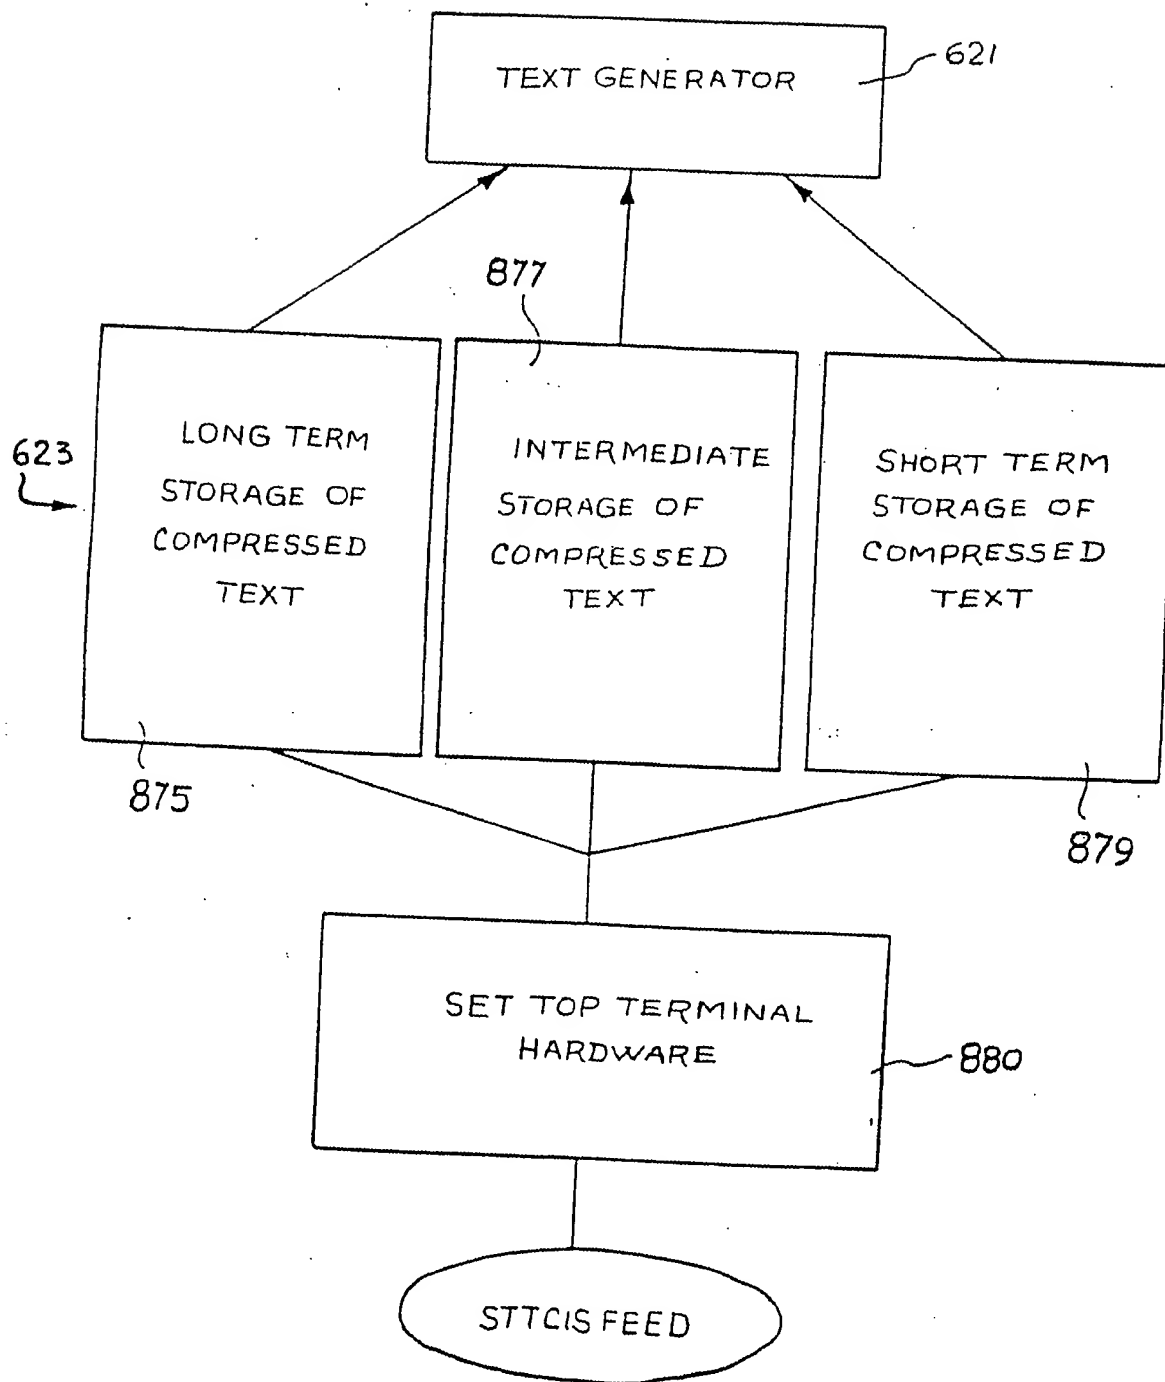 TEXT GENERATOR
621
877
623
LONG TERM
STORAGE OF
COMPRESSED
TEXT
INTERMEDIATE
STORAGE OF
COMPRESSED
TEXT
SHORT TERM
STORAGE OF
COMPRESSED
TEXT
875
879
SET TOP TERMINAL
HARDWARE
880
STTCIS FEED